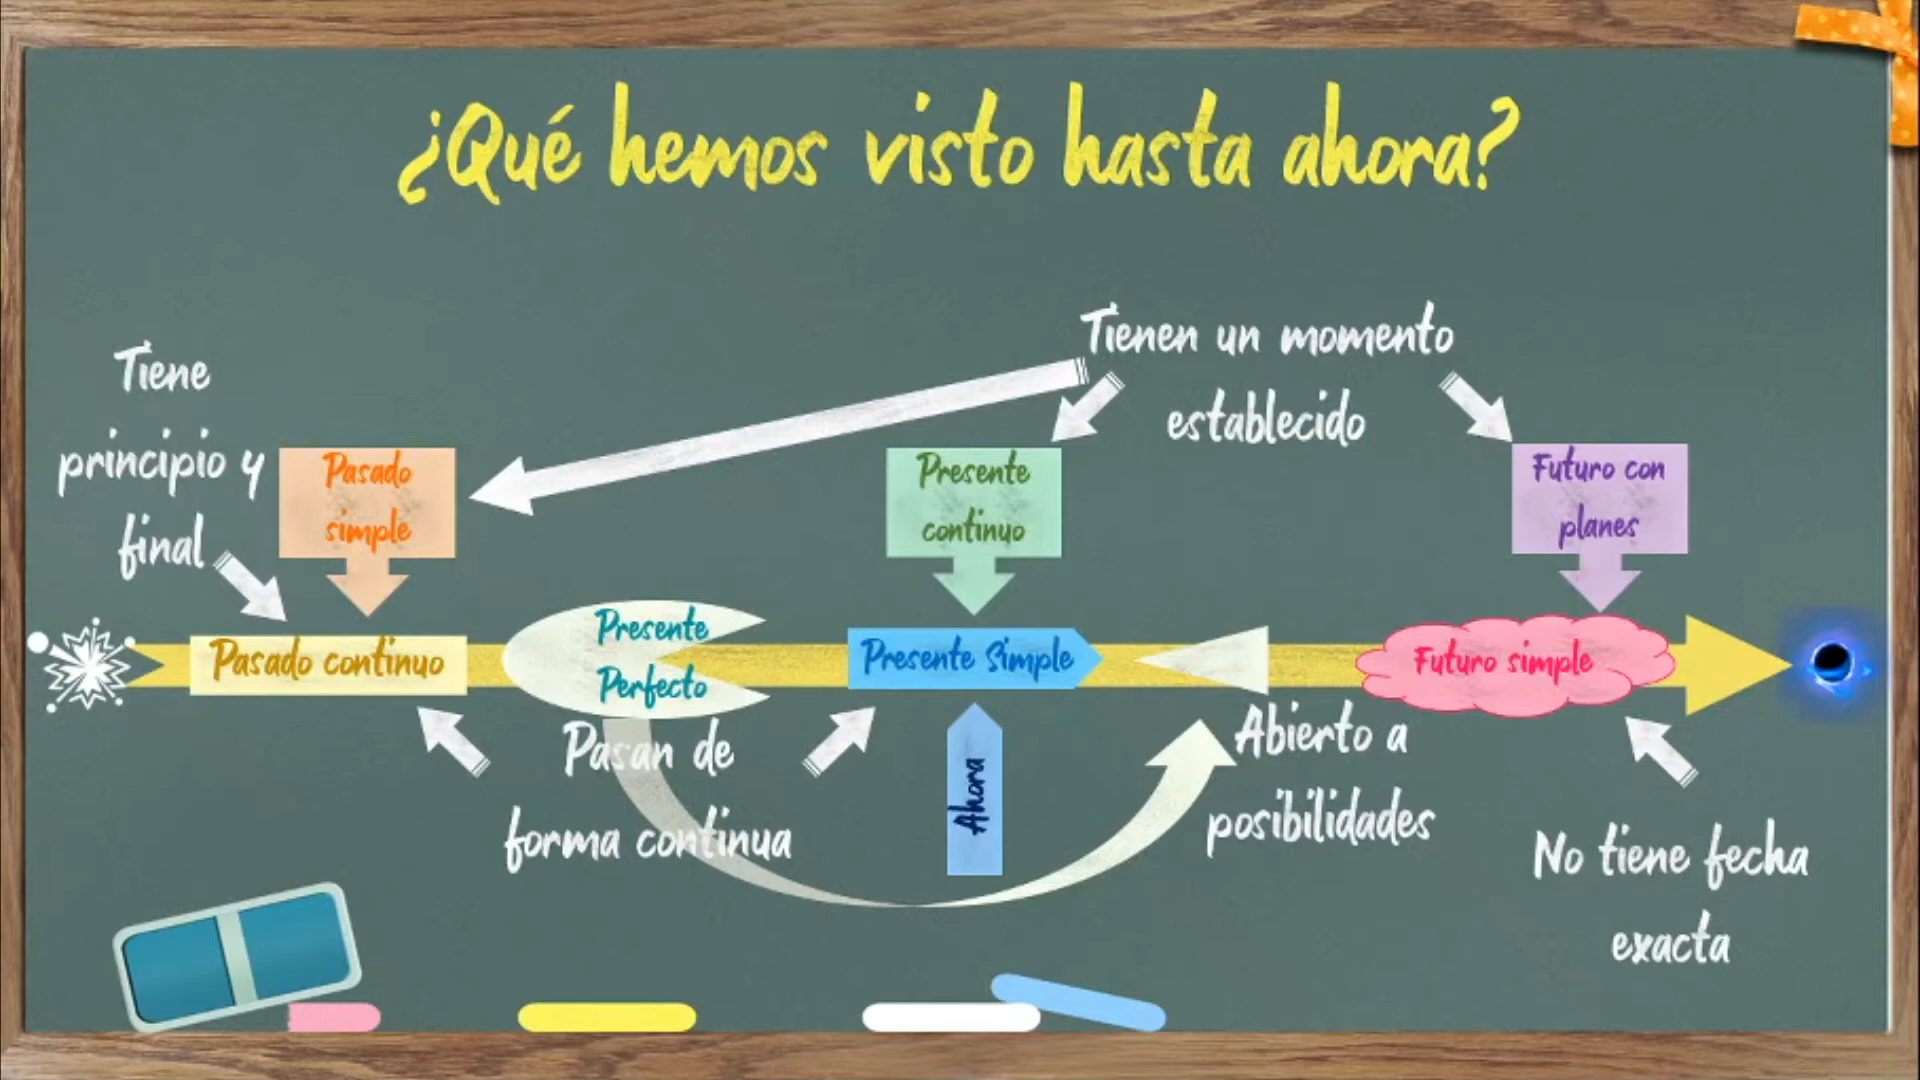 ¿Qué hemos visto hasta ahora?
Tienen un momento
establecido
Tiene
principio y
final
Pasado
simple
Presente
continuo
Futuro con
planes
Pasado continuo
Presente
Perfecto
Presente Simple
Futuro simple
Pasan de
forma continua
Ahora
Abierto a
posibilidades
No tiene fecha
exacta